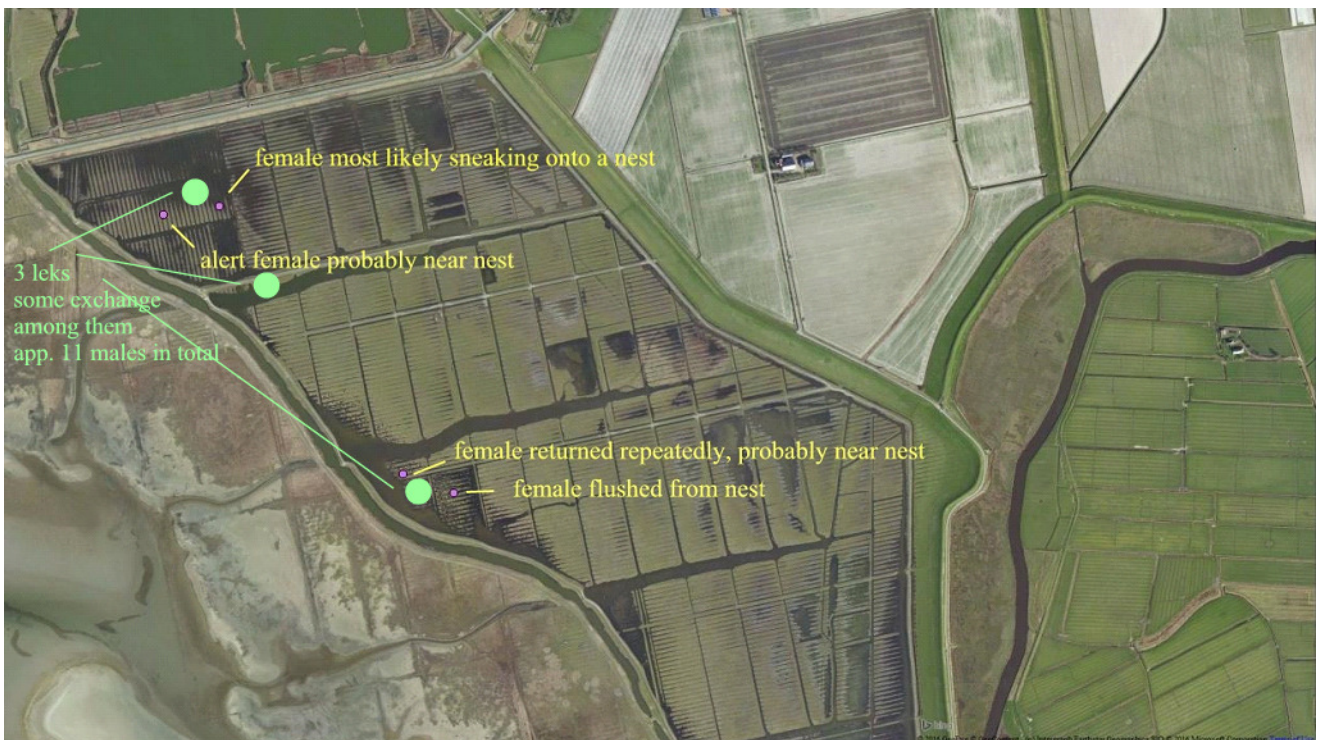 female most likely sneaking onto a nest
alert female probably near nest
3 leks
some exchange
among them
app. 11 males in total
female returned repeatedly, probably near nest
female flushed from nest